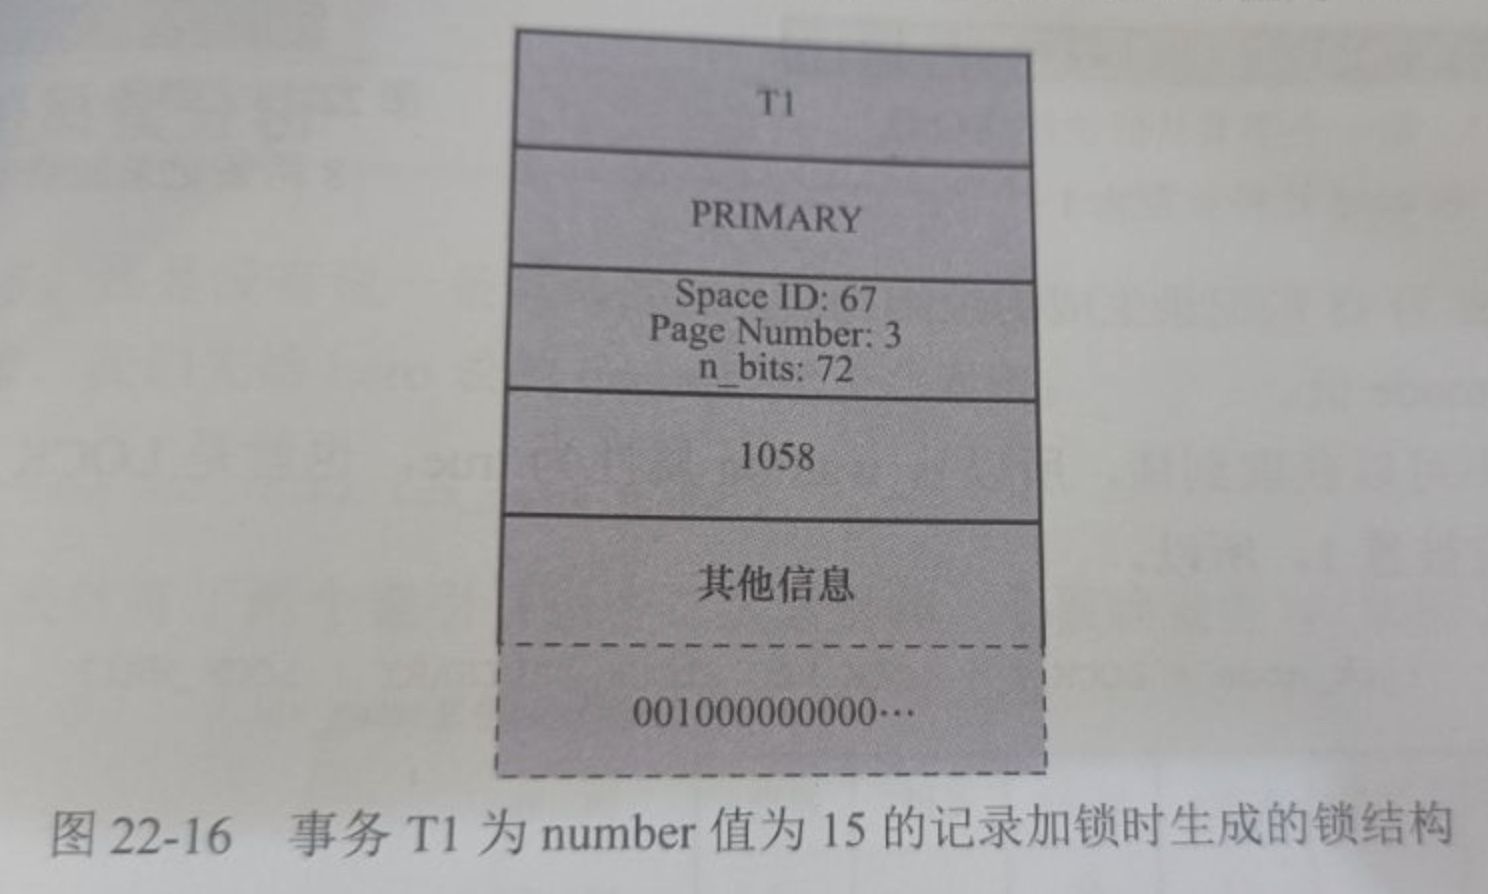 T1
PRIMARY
Space ID: 67
Page Number: 3
n_bits: 72
1058
其他信息
001000000000…
图 22-16 事务 T1 为 number 值为 15 的记录加锁时生成的锁结构